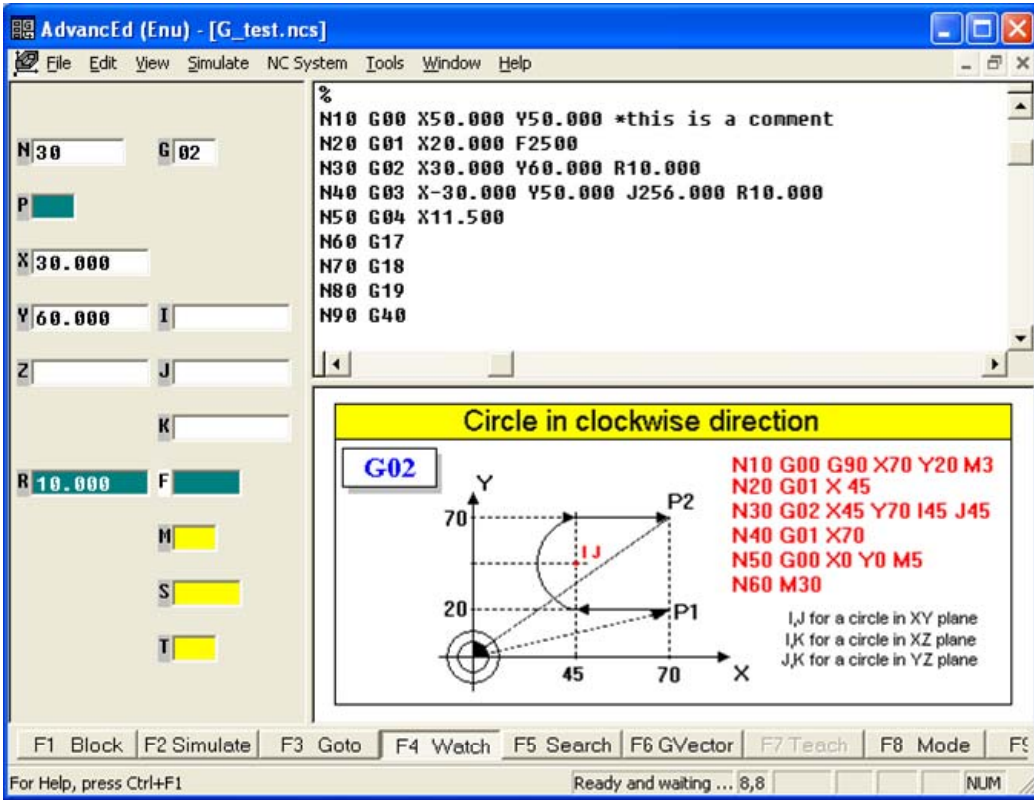 AdvancEd (Enu) - [G_test.ncs]
File Edit View Simulate NC System Tools Window Help
N 30 G 02
P
X 30.000
Y 60.000 I
Z J
K
R 10.000 F
M
S
T
%
N10 G00 X50.000 Y50.000 *this is a comment
N20 G01 X20.000 F2500
N30 G02 X30.000 Y60.000 R10.000
N40 G03 X-30.000 Y50.000 J256.000 R10.000
N50 G04 X11.500
N60 G17
N70 G18
N80 G19
N90 G40
Circle in clockwise direction
G02
Y
70
P2
I J
20
P1
45 70 X
N10 G00 G90 X70 Y20 M3
N20 G01 X 45
N30 G02 X45 Y70 I45 J45
N40 G01 X70
N50 G00 X0 Y0 M5
N60 M30
I,J for a circle in XY plane
I,K for a circle in XZ plane
J,K for a circle in YZ plane
F1 Block F2 Simulate F3 Goto F4 Watch F5 Search F6 GVector F7 Teach F8 Mode
For Help, press Ctrl+F1 Ready and waiting ... 8,8 NUM